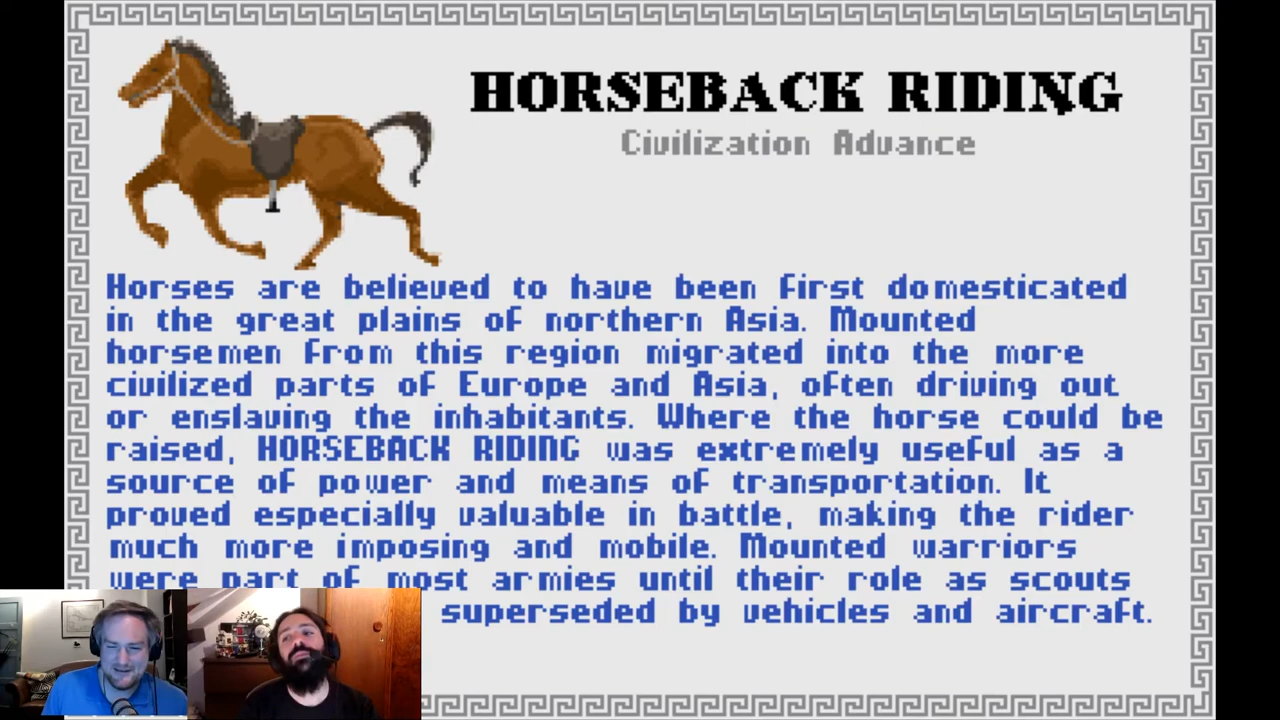 HORSEBACK RIDING
Civilization Advance
Horses are believed to have been first domesticated
in the great plains of northern Asia. Mounted
horsemen from this region migrated into the more
civilized parts of Europe and Asia, often driving out
or enslaving the inhabitants. Where the horse could be
raised, HORSEBACK RIDING was extremely useful as a
source of power and means of transportation. It
proved especially valuable in battle, making the rider
much more imposing and mobile. Mounted warriors
were part of most armies until their role as scouts
superseded by vehicles and aircraft.